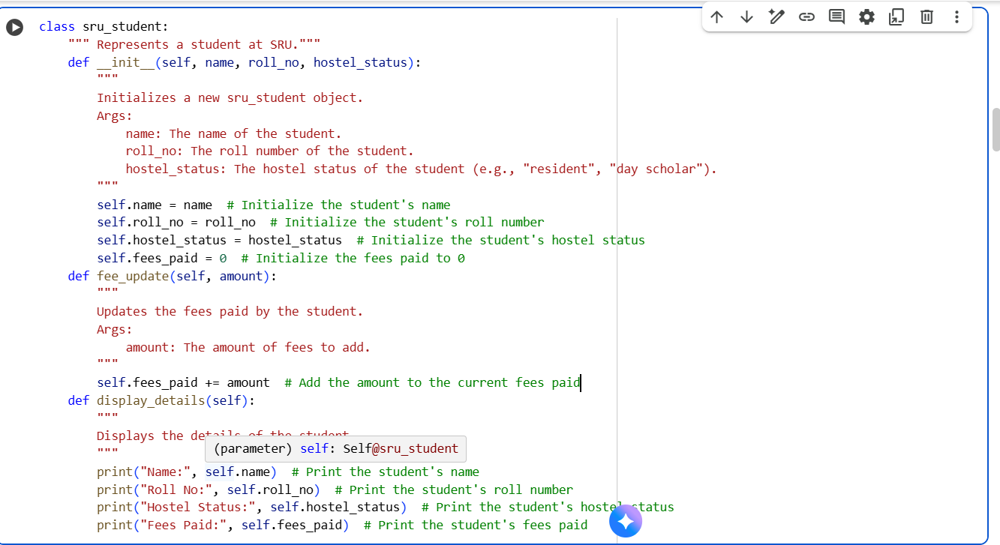 class sru_student:
    """ Represents a student at SRU."""
    def __init__(self, name, roll_no, hostel_status):
        """
        Initializes a new sru_student object.
        Args:
            name: The name of the student.
            roll_no: The roll number of the student.
            hostel_status: The hostel status of the student (e.g., "resident", "day scholar").
        """
        self.name = name  # Initialize the student's name
        self.roll_no = roll_no  # Initialize the student's roll number
        self.hostel_status = hostel_status  # Initialize the student's hostel status
        self.fees_paid = 0  # Initialize the fees paid to 0
    def fee_update(self, amount):
        """
        Updates the fees paid by the student.
        Args:
            amount: The amount of fees to add.
        """
        self.fees_paid += amount  # Add the amount to the current fees paid
    def display_details(self):
        """
        Displays the details of the student
        """
(parameter) self: Self@sru_student
        print("Name:", self.name)  # Print the student's name
        print("Roll No:", self.roll_no)  # Print the student's roll number
        print("Hostel Status:", self.hostel_status)  # Print the student's hostel status
        print("Fees Paid:", self.fees_paid)  # Print the student's fees paid